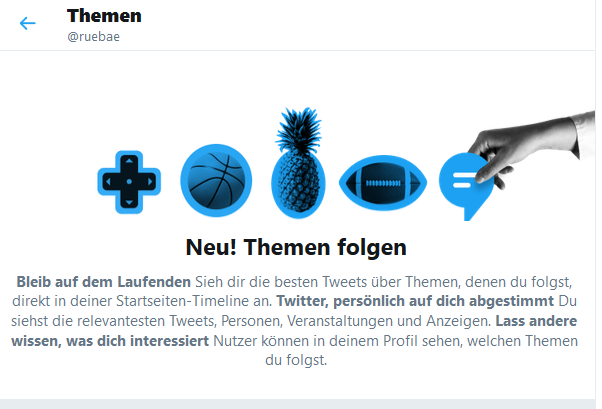 Themen
@ruebae
Neu! Themen folgen
Bleib auf dem Laufenden Sieh dir die besten Tweets über Themen, denen du folgst,
direkt in deiner Startseiten-Timeline an. Twitter, persönlich auf dich abgestimmt Du
siehst die relevantesten Tweets, Personen, Veranstaltungen und Anzeigen. Lass andere
wissen, was dich interessiert Nutzer können in deinem Profil sehen, welchen Themen
du folgst.